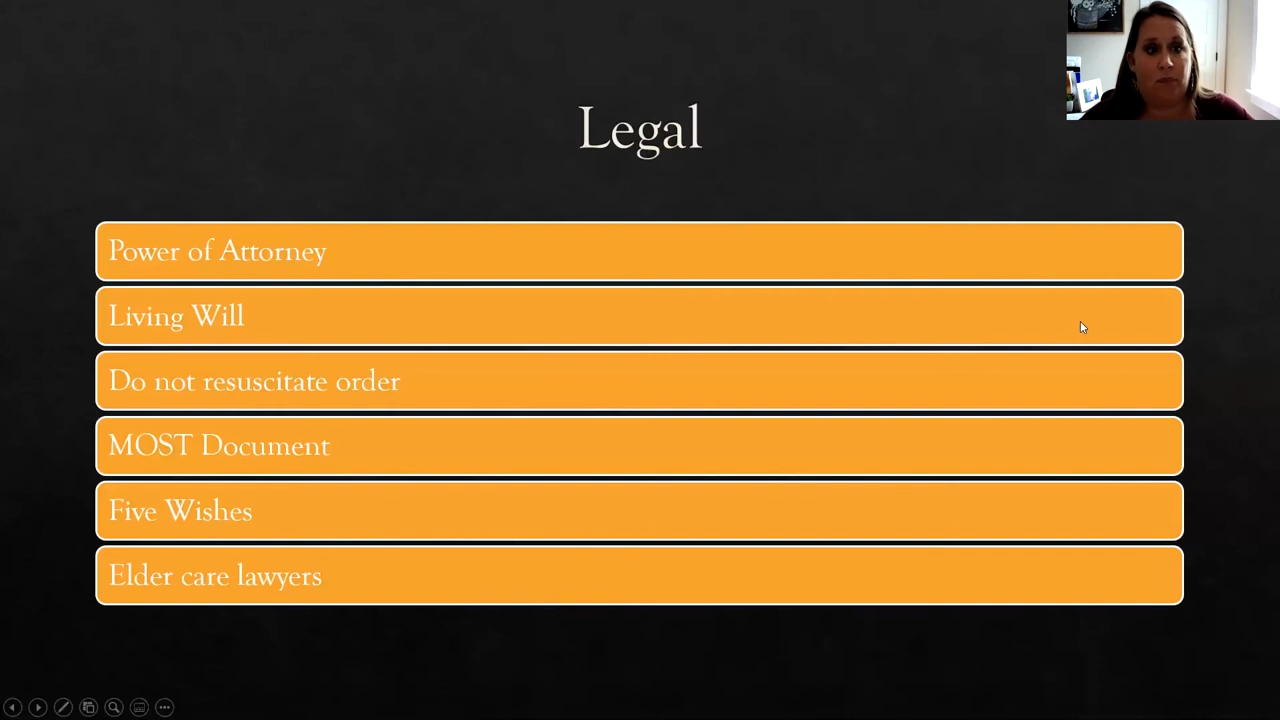 Legal
Power of Attorney
Living Will
Do not resuscitate order
MOST Document
Five Wishes
Elder care lawyers